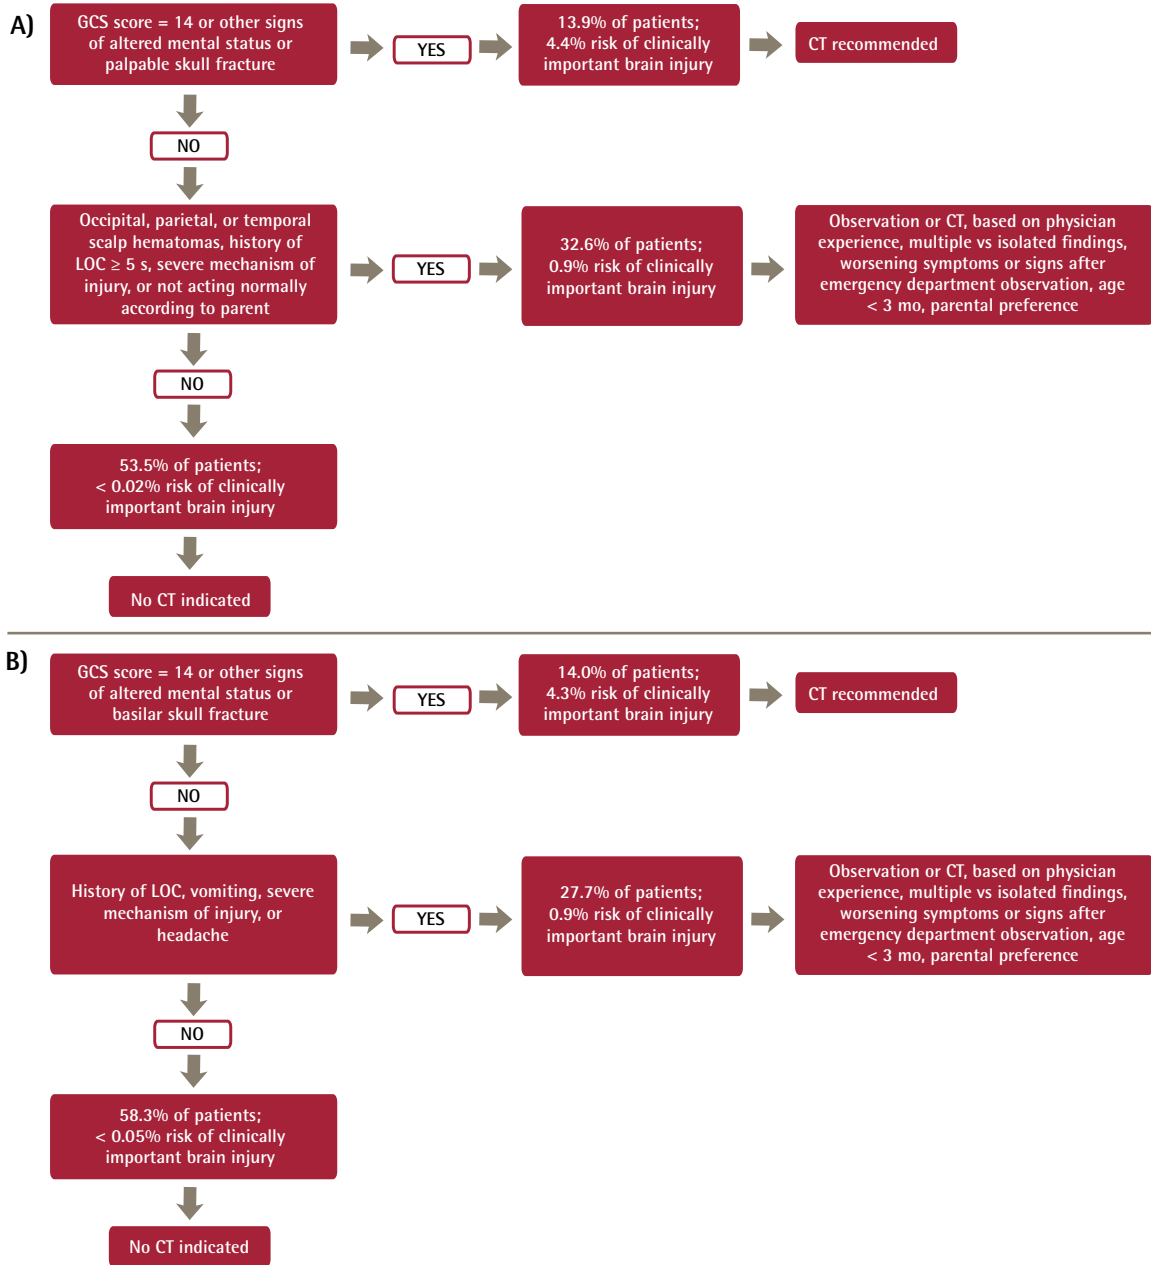 A)
GCS score = 14 or other signs
of altered mental status or
palpable skull fracture
YES
13.9% of patients;
4.4% risk of clinically
important brain injury
CT recommended
NO
Occipital, parietal, or temporal
scalp hematomas, history of
LOC ≥ 5 s, severe mechanism of
injury, or not acting normally
according to parent
YES
32.6% of patients;
0.9% risk of clinically
important brain injury
Observation or CT, based on physician
experience, multiple vs isolated findings,
worsening symptoms or signs after
emergency department observation, age
< 3 mo, parental preference
NO
53.5% of patients;
< 0.02% risk of clinically
important brain injury
No CT indicated
B)
GCS score = 14 or other signs
of altered mental status or
basilar skull fracture
YES
14.0% of patients;
4.3% risk of clinically
important brain injury
CT recommended
NO
History of LOC, vomiting, severe
mechanism of injury, or
headache
YES
27.7% of patients;
0.9% risk of clinically
important brain injury
Observation or CT, based on physician
experience, multiple vs isolated findings,
worsening symptoms or signs after
emergency department observation, age
< 3 mo, parental preference
NO
58.3% of patients;
< 0.05% risk of clinically
important brain injury
No CT indicated